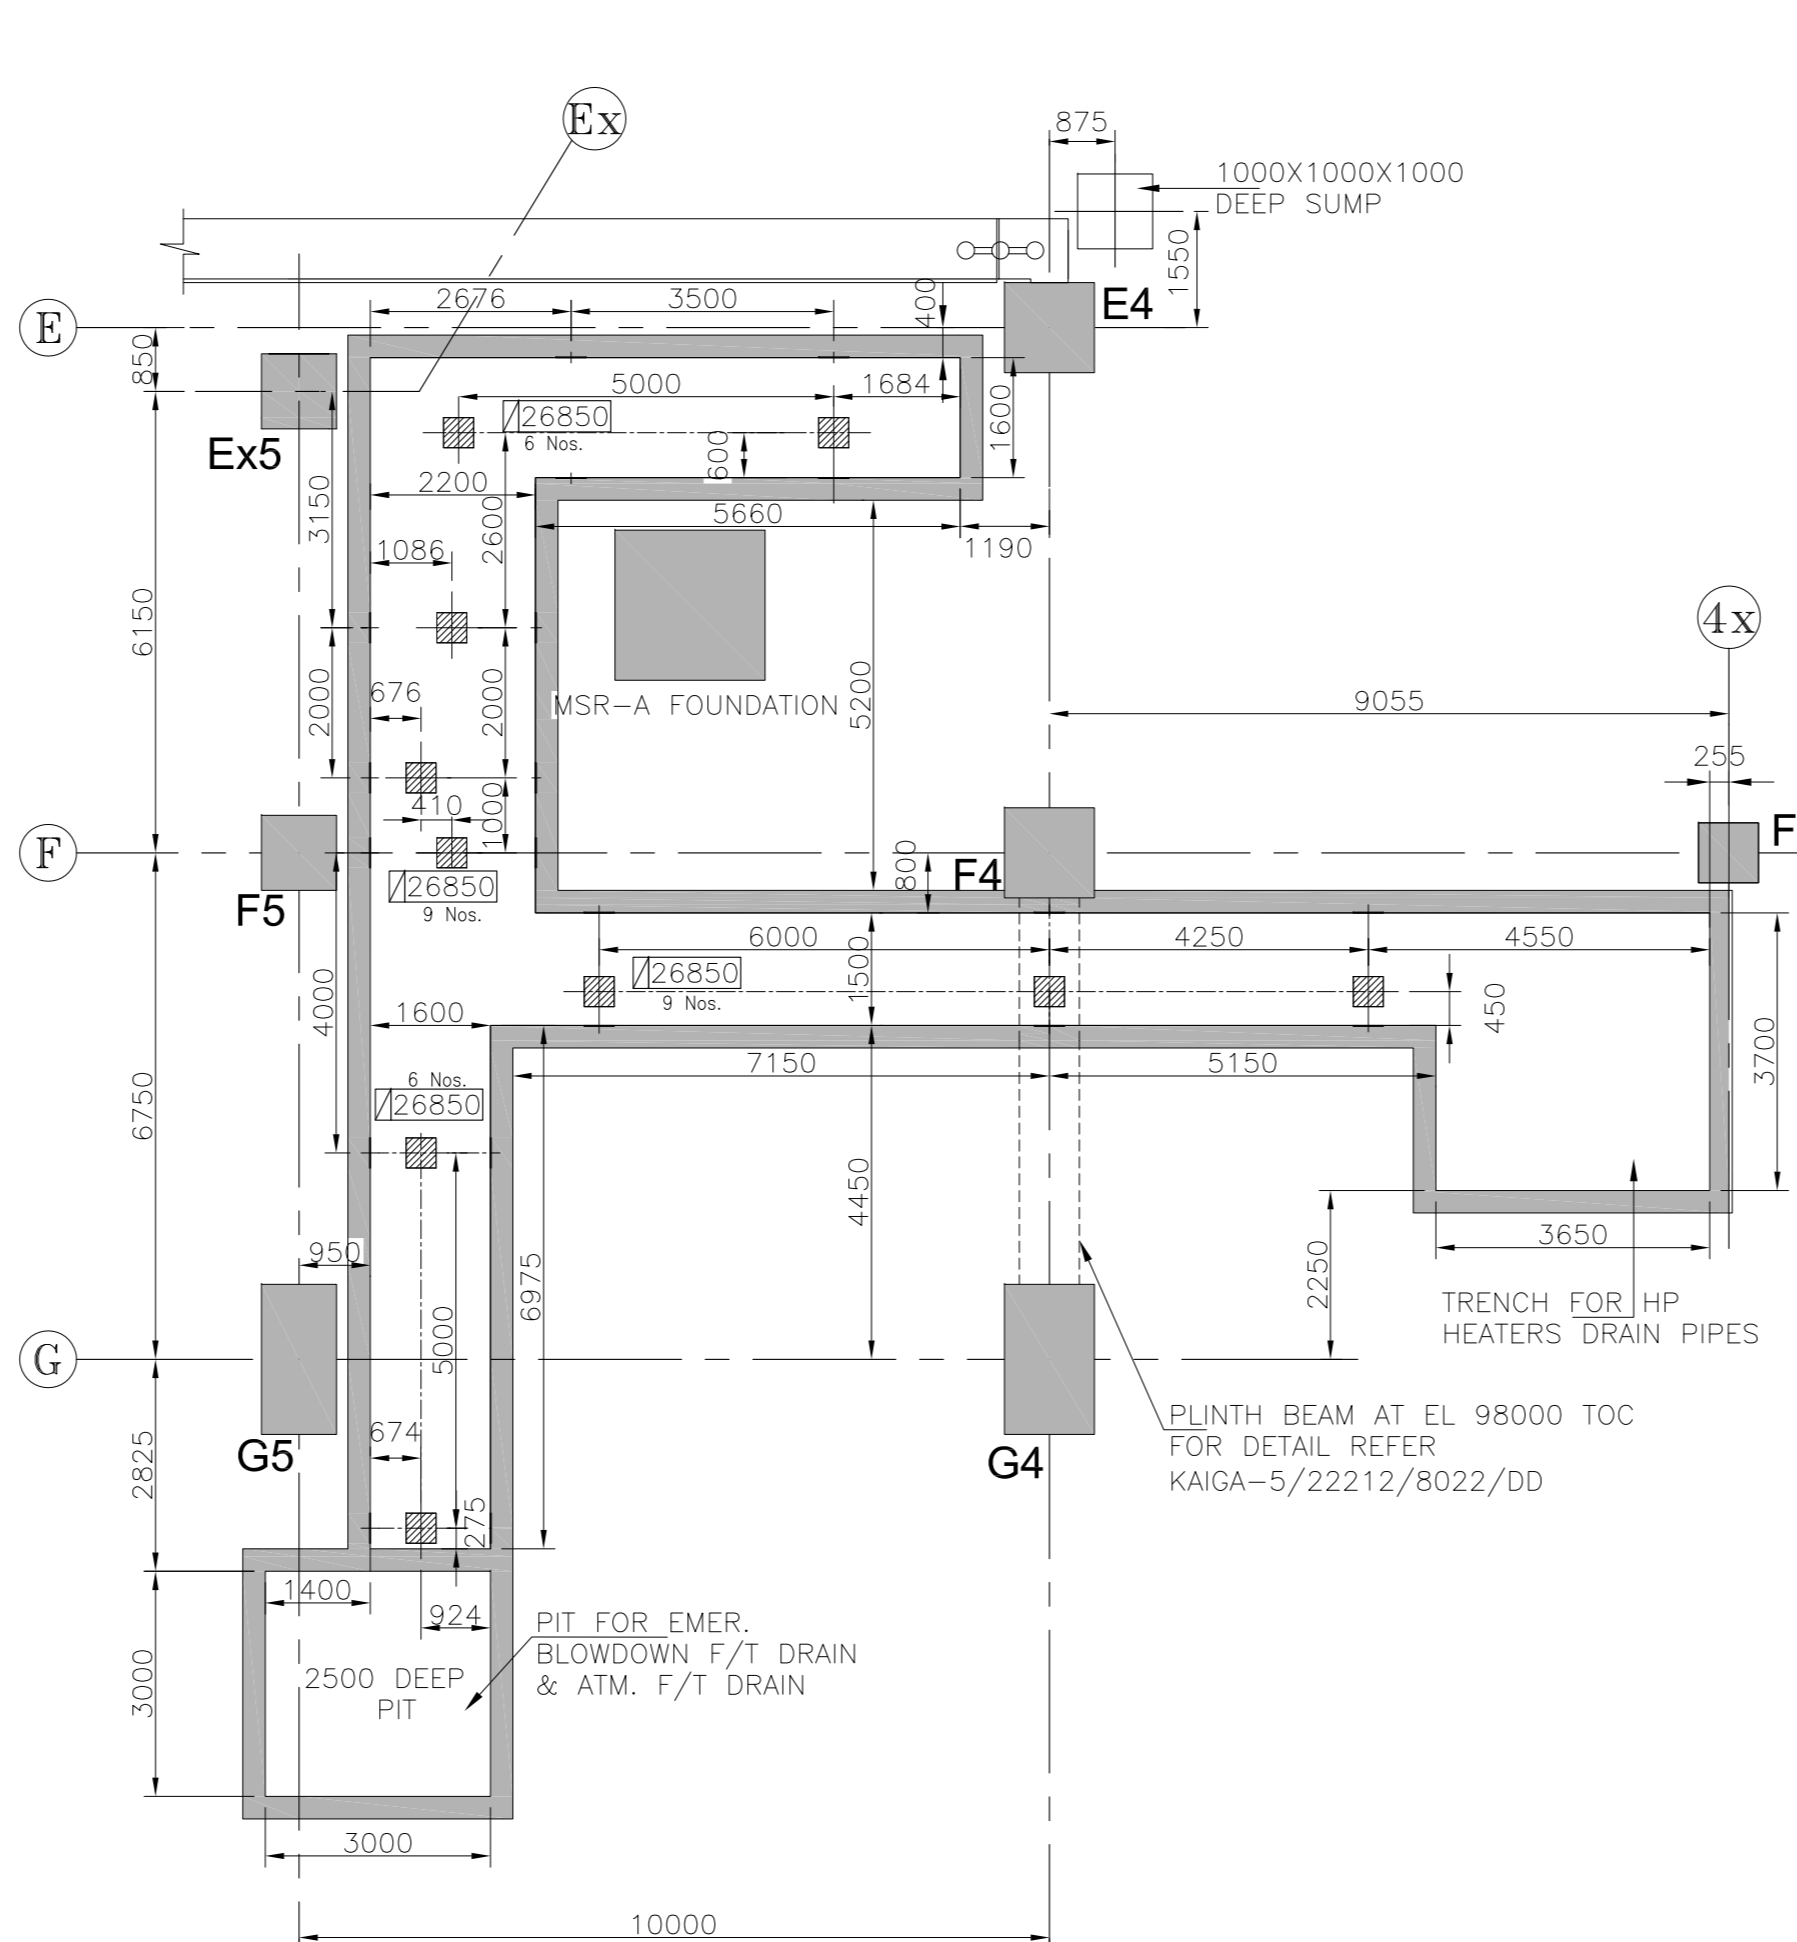 Ex
875
1000X1000X1000
DEEP SUMP
1550
2676
3500
400
E4
E
850
5000
1684
26850
6 Nos.
1600
Ex5
600
2200
3150
2600
5660
1190
1086
6150
4x
676
2000
2000
MSR-A FOUNDATION
5200
9055
255
410
1000
F
F
800
F4
26850
9 Nos.
F5
6000
4250
4550
26850
9 Nos.
1500
4000
450
1600
3700
7150
5150
6 Nos.
26850
6750
4450
950
6975
3650
2250
5000
TRENCH FOR HP
HEATERS DRAIN PIPES
G
674
PLINTH BEAM AT EL 98000 TOC
FOR DETAIL REFER
KAIGA-5/22212/8022/DD
G5
G4
2825
275
1400
924
PIT FOR EMER.
BLOWDOWN F/T DRAIN
& ATM. F/T DRAIN
2500 DEEP
PIT
3000
3000
10000